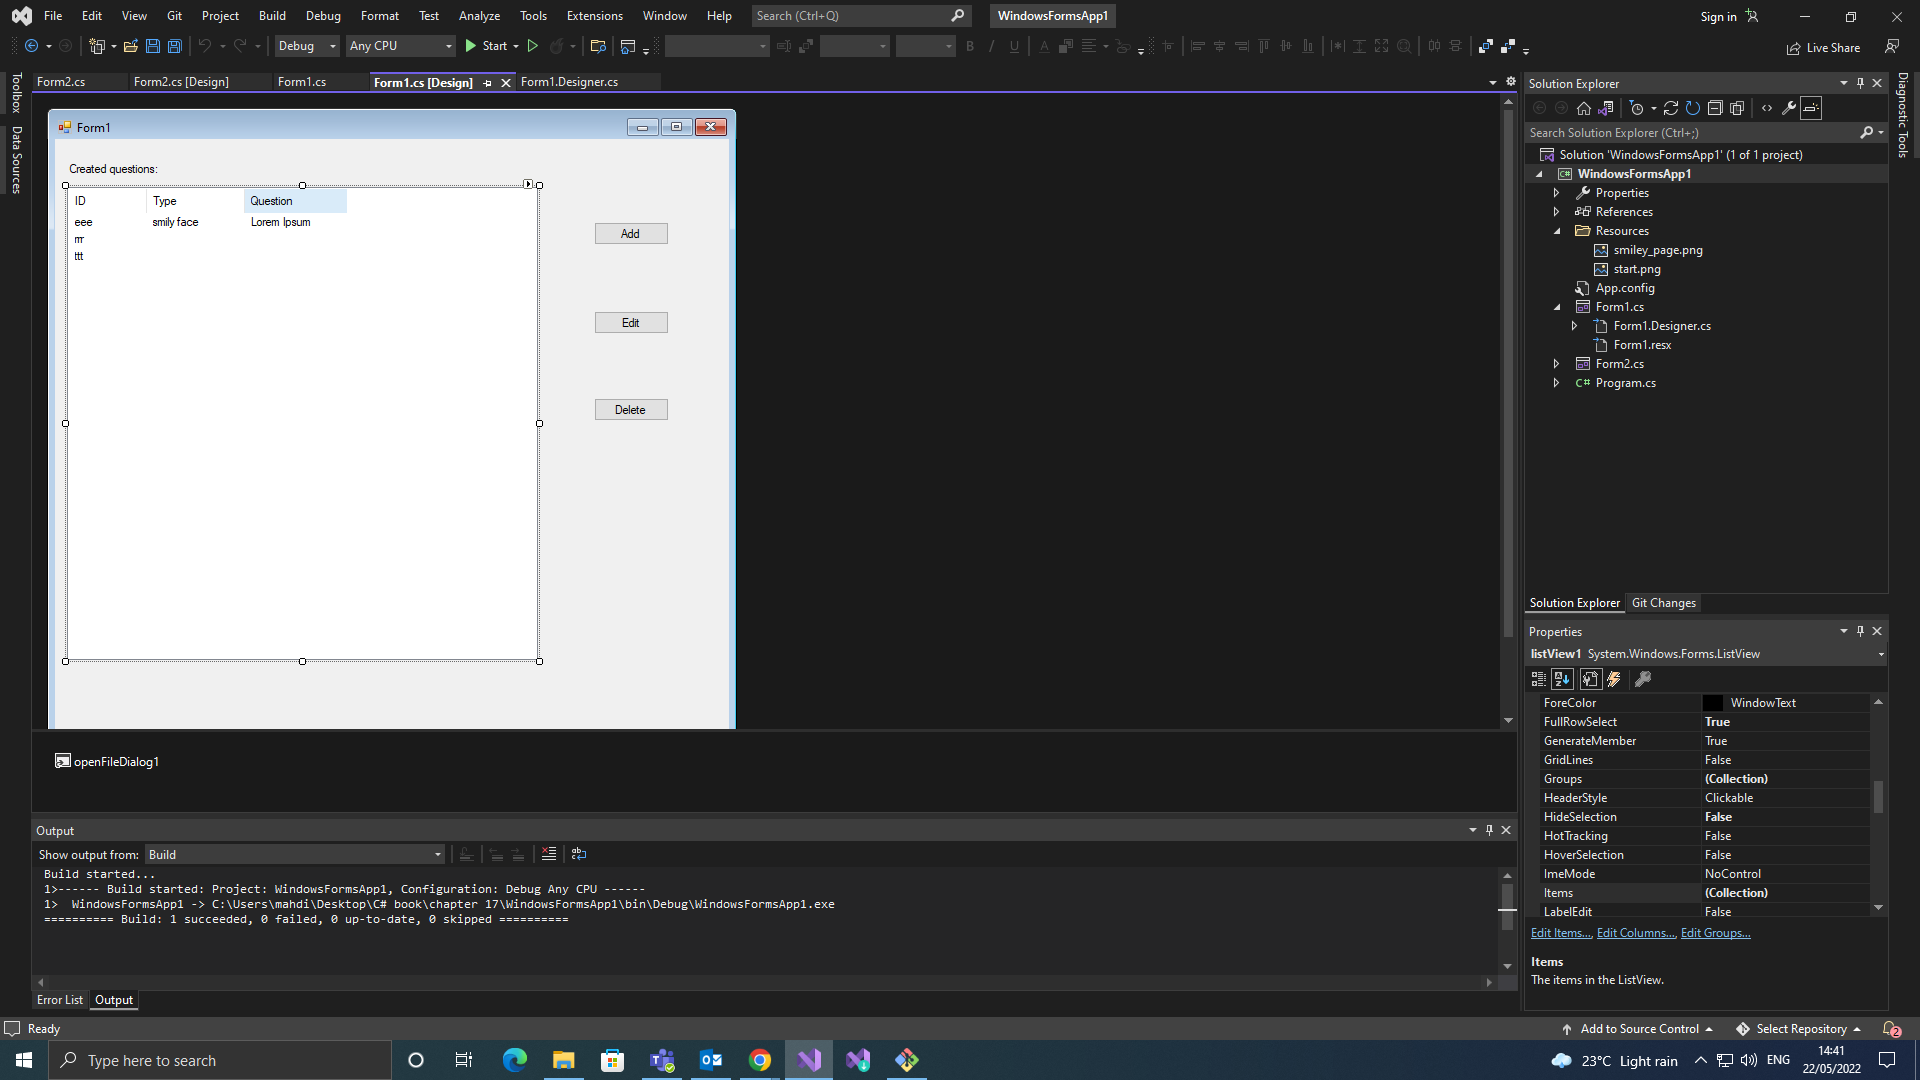 File Edit View Git Project Build Debug Format Test Analyze Tools Extensions Window Help Search (Ctrl+Q) WindowsFormsApp1 Sign in
Debug Any CPU Start B I U A Live Share
Toolbox
Data Sources
Form2.cs Form2.cs [Design] Form1.cs Form1.cs [Design] Form1.Designer.cs
Form1
Created questions:
ID Type Question
eee smily face Lorem Ipsum
rrr
ttt
Add
Edit
Delete
openFileDialog1
Output
Show output from: Build
Build started...
1>------ Build started: Project: WindowsFormsApp1, Configuration: Debug Any CPU ------
1>  WindowsFormsApp1 -> C:\Users\mahdi\Desktop\C# book\chapter 17\WindowsFormsApp1\bin\Debug\WindowsFormsApp1.exe
========== Build: 1 succeeded, 0 failed, 0 up-to-date, 0 skipped ==========
Error List Output
Solution Explorer
Search Solution Explorer (Ctrl+;)
Solution 'WindowsFormsApp1' (1 of 1 project)
C# WindowsFormsApp1
Properties
References
Resources
smiley_page.png
start.png
App.config
Form1.cs
Form1.Designer.cs
Form1.resx
Form2.cs
C# Program.cs
Solution Explorer Git Changes
Properties
listView1 System.Windows.Forms.ListView
ForeColor WindowText
FullRowSelect True
GenerateMember True
GridLines False
Groups (Collection)
HeaderStyle Clickable
HideSelection False
HotTracking False
HoverSelection False
ImeMode NoControl
Items (Collection)
LabelEdit False
Edit Items..., Edit Columns..., Edit Groups...
Items
The items in the ListView.
Diagnostic Tools
Ready Add to Source Control Select Repository 2
Type here to search 23°C Light rain ENG 14:41
22/05/2022